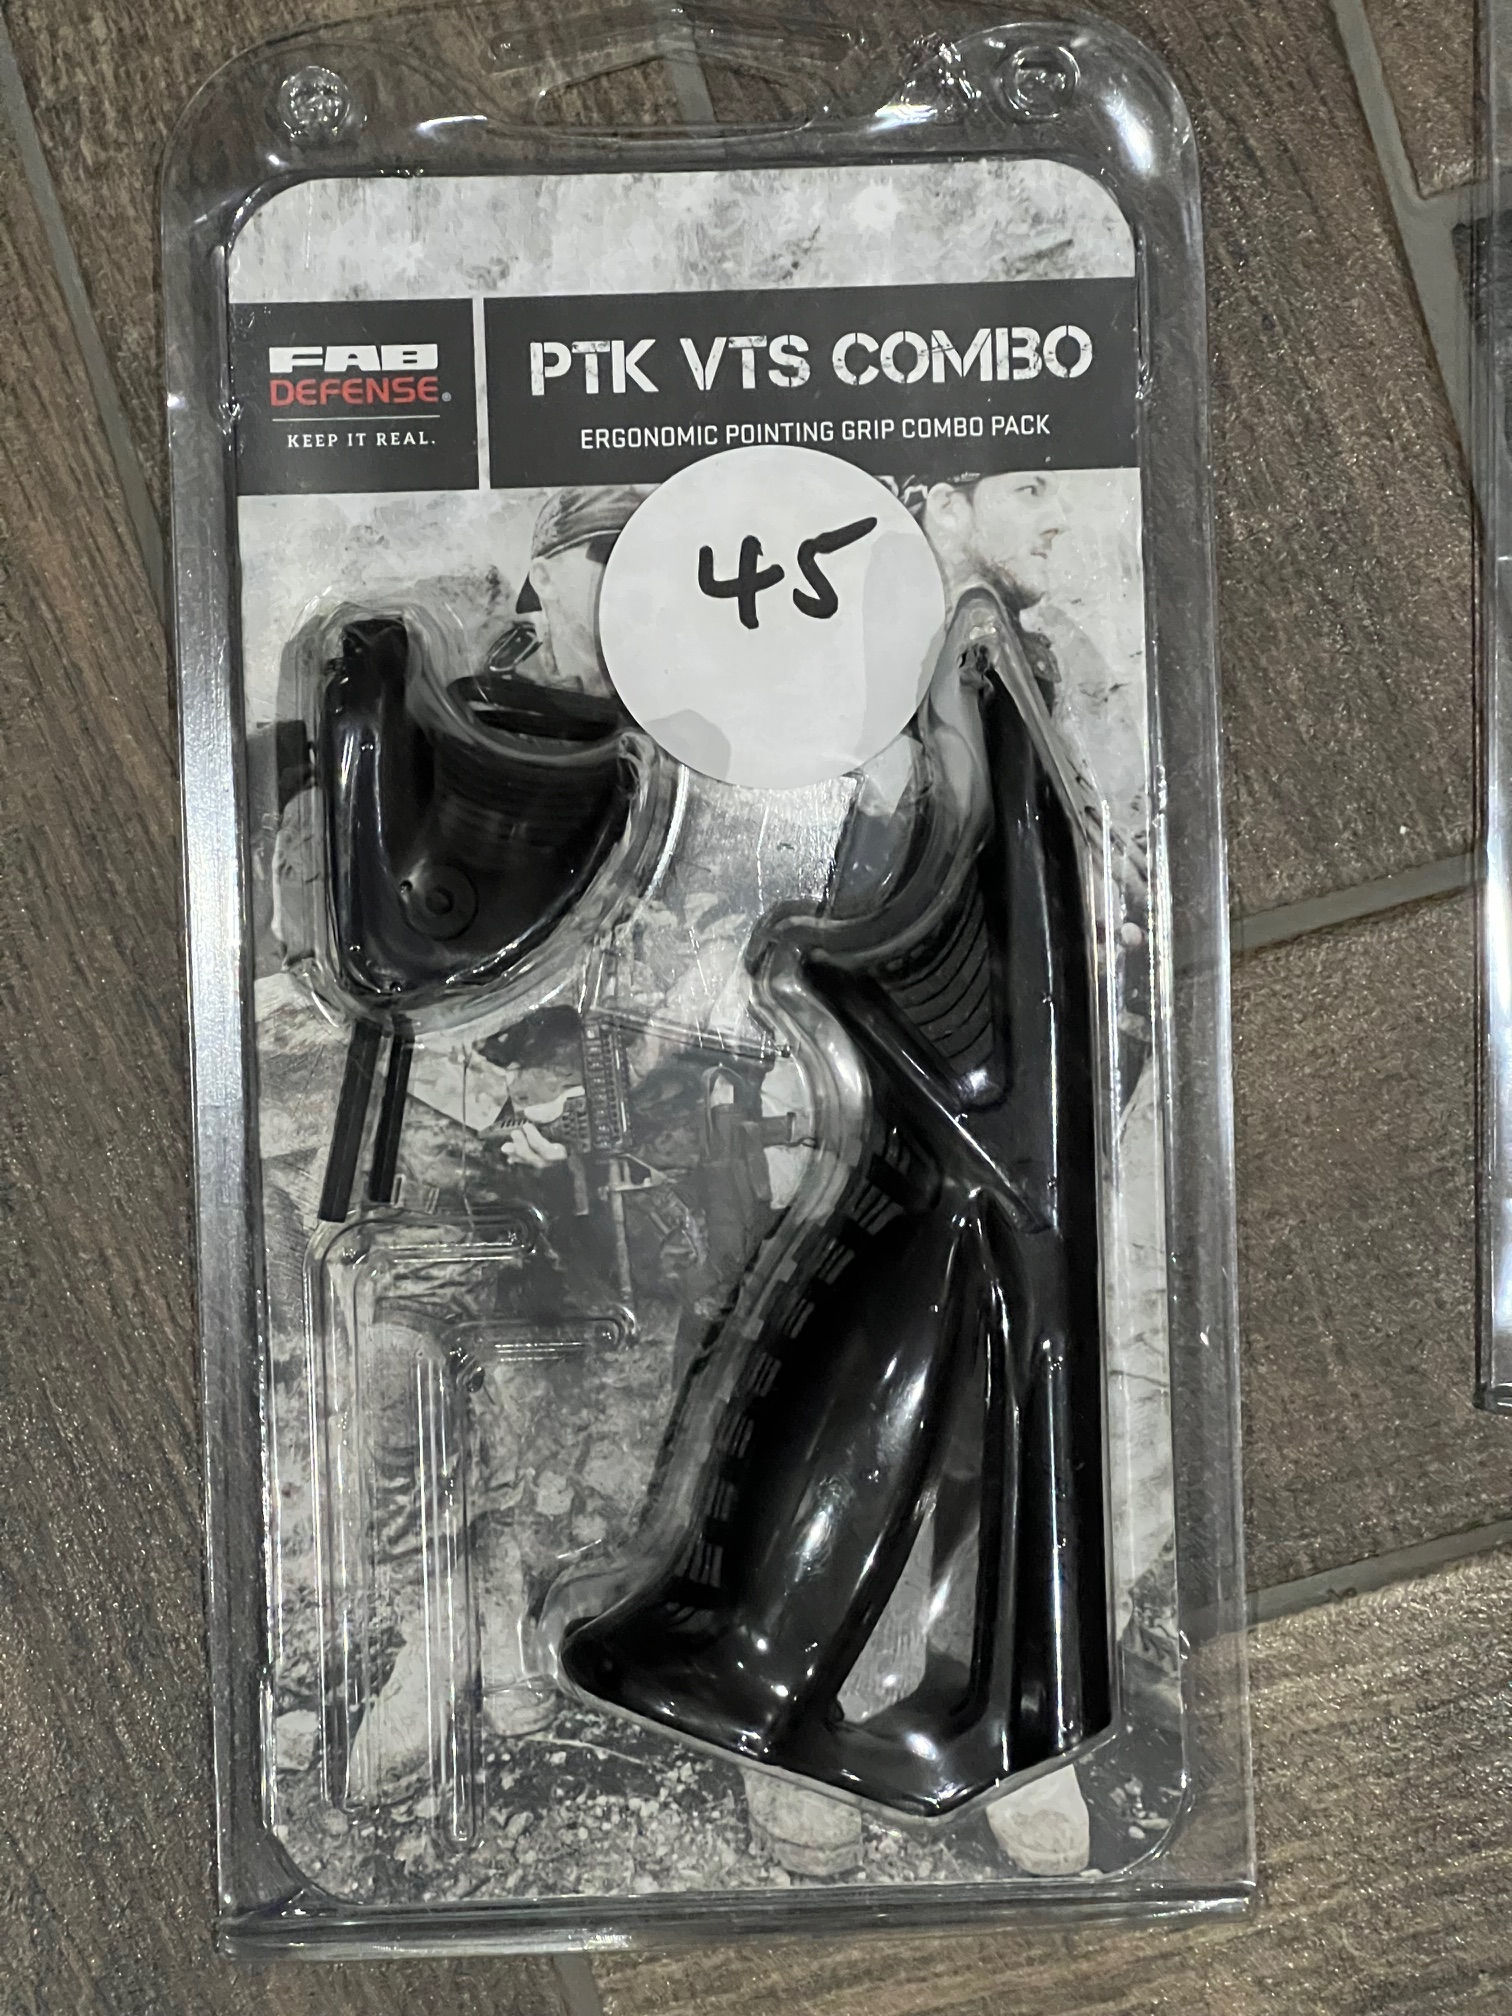 FAB
DEFENSE®
KEEP IT REAL.
PTK VTS COMBO
ERGONOMIC POINTING GRIP COMBO PACK
45